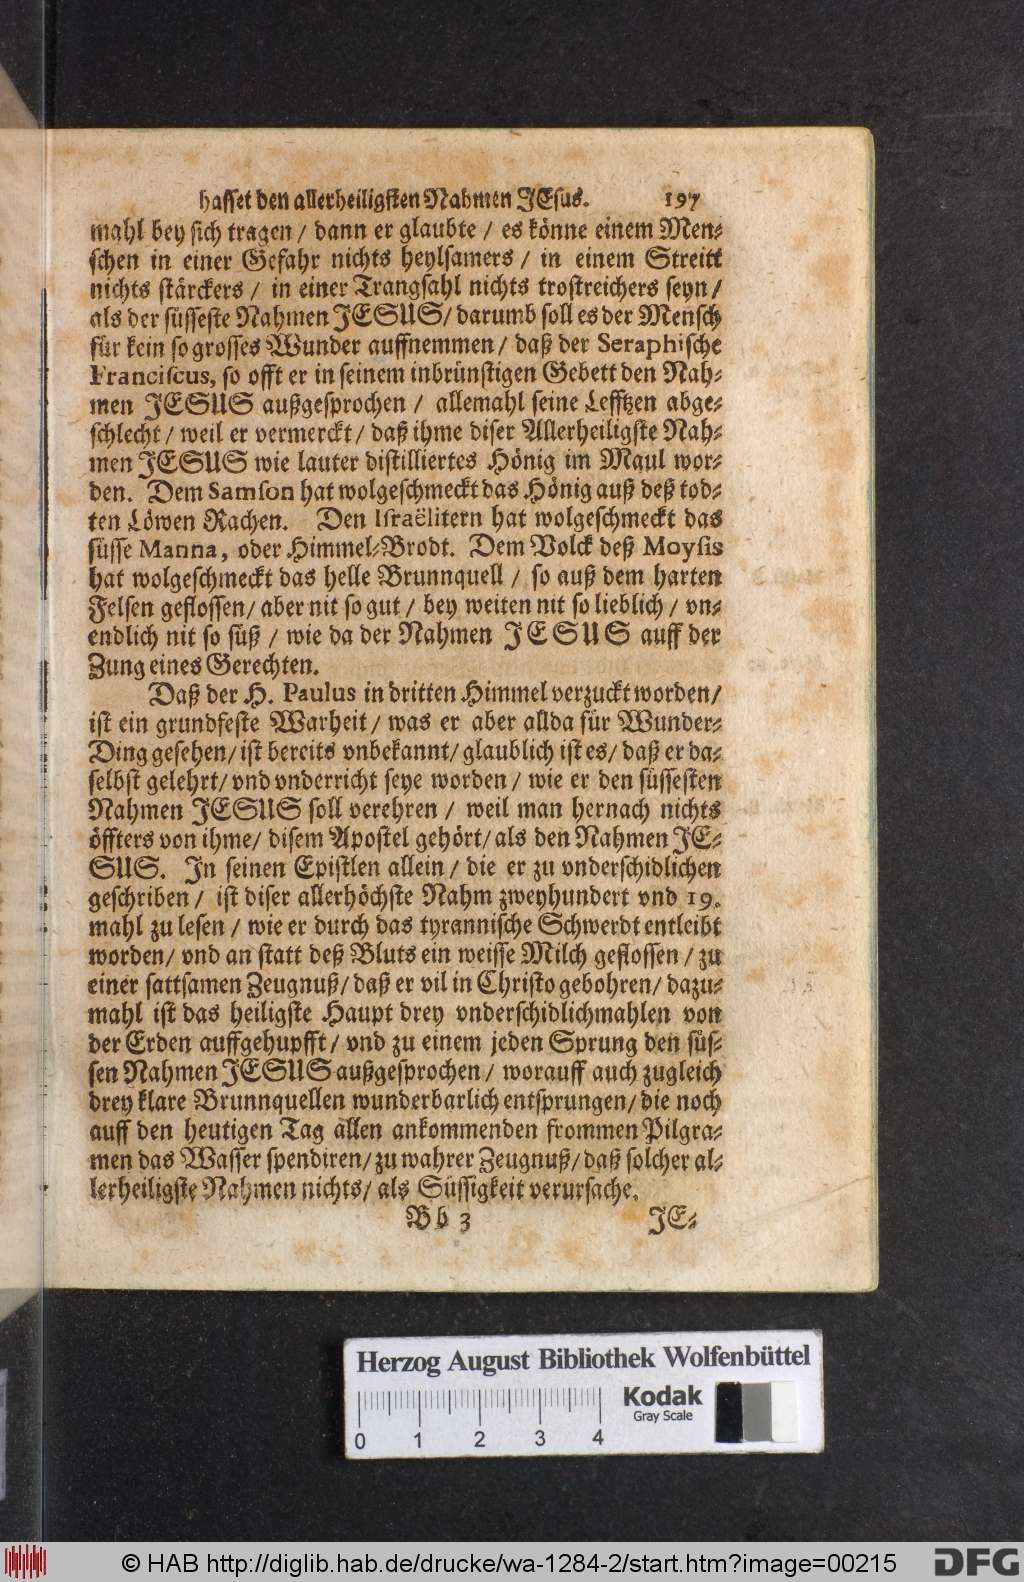 hasset den allerheiligsten Nahmen JEsus. 197
mahl bey sich tragen / dann er glaubte / es könne einem Men-
schen in einer Gefahr nichts heylsamers / in einem Streitt
nichts stärckers / in einer Trangsahl nichts trostreichers seyn /
als der süsseste Nahmen JESUS / darumb soll es der Mensch
für kein so grosses Wunder auffnemmen / daß der Seraphische
Franciscus, so offt er in seinem inbrünstigen Gebett den Nah-
men JESUS außgesprochen / allemahl seine Lefftzen abge-
schlecht / weil er vermerckt / daß ihme diser Allerheiligste Nah-
men JESUS wie lauter distilliertes Hönig im Maul wor-
den. Dem Samson hat wolgeschmeckt das Hönig auß deß tod-
ten Löwen Rachen. Den Israëlitern hat wolgeschmeckt das
süsse Manna, oder Himmel-Brodt. Dem Volck deß Moysis
hat wolgeschmeckt das helle Brunnquell / so auß dem harten
Felsen geflossen / aber nit so gut / bey weiten nit so lieblich / vn-
endlich nit so süß / wie da der Nahmen JESUS auff der
Zung eines Gerechten.
Daß der H. Paulus in dritten Himmel verzuckt worden /
ist ein grundfeste Warheit / was er aber allda für Wunder-
Ding gesehen / ist bereits vnbekannt / glaublich ist es / daß er da-
selbst gelehrt / vnd vnderricht seye worden / wie er den süssesten
Nahmen JESUS soll verehren / weil man hernach nichts
öffters von ihme / disem Apostel gehört / als den Nahmen JE-
SUS. In seinen Epistlen allein / die er zu vnderschidlichen
geschriben / ist diser allerhöchste Nahm zweyhundert vnd 19.
mahl zu lesen / wie er durch das tyrannische Schwerdt entleibt
worden / vnd an statt deß Bluts ein weisse Milch geflossen / zu
einer sattsamen Zeugnuß / daß er vil in Christo gebohren / dazu-
mahl ist das heiligste Haupt drey vnderschidlichmahlen von
der Erden auffgehupfft / vnd zu einem jeden Sprung den süs-
sen Nahmen JESUS außgesprochen / worauff auch zugleich
drey klare Brunnquellen wunderbarlich entsprungen / die noch
auff den heutigen Tag allen ankommenden frommen Pilgra-
men das Wasser spendiren / zu wahrer Zeugnuß / daß solcher al-
lerheiligste Nahmen nichts / als Süssigkeit verursache.
Bb 3 JE-
Herzog August Bibliothek Wolfenbüttel
Kodak
Gray Scale
0 1 2 3 4
© HAB http://diglib.hab.de/drucke/wa-1284-2/start.htm?image=00215
DFG